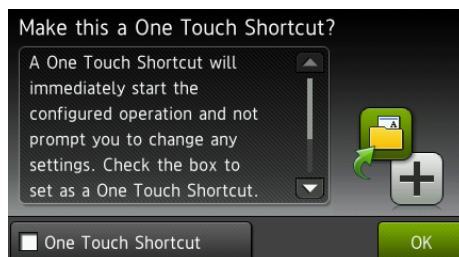 Make this a One Touch Shortcut?
A One Touch Shortcut will
immediately start the
configured operation and not
prompt you to change any
settings. Check the box to
set as a One Touch Shortcut.
A
One Touch Shortcut
OK